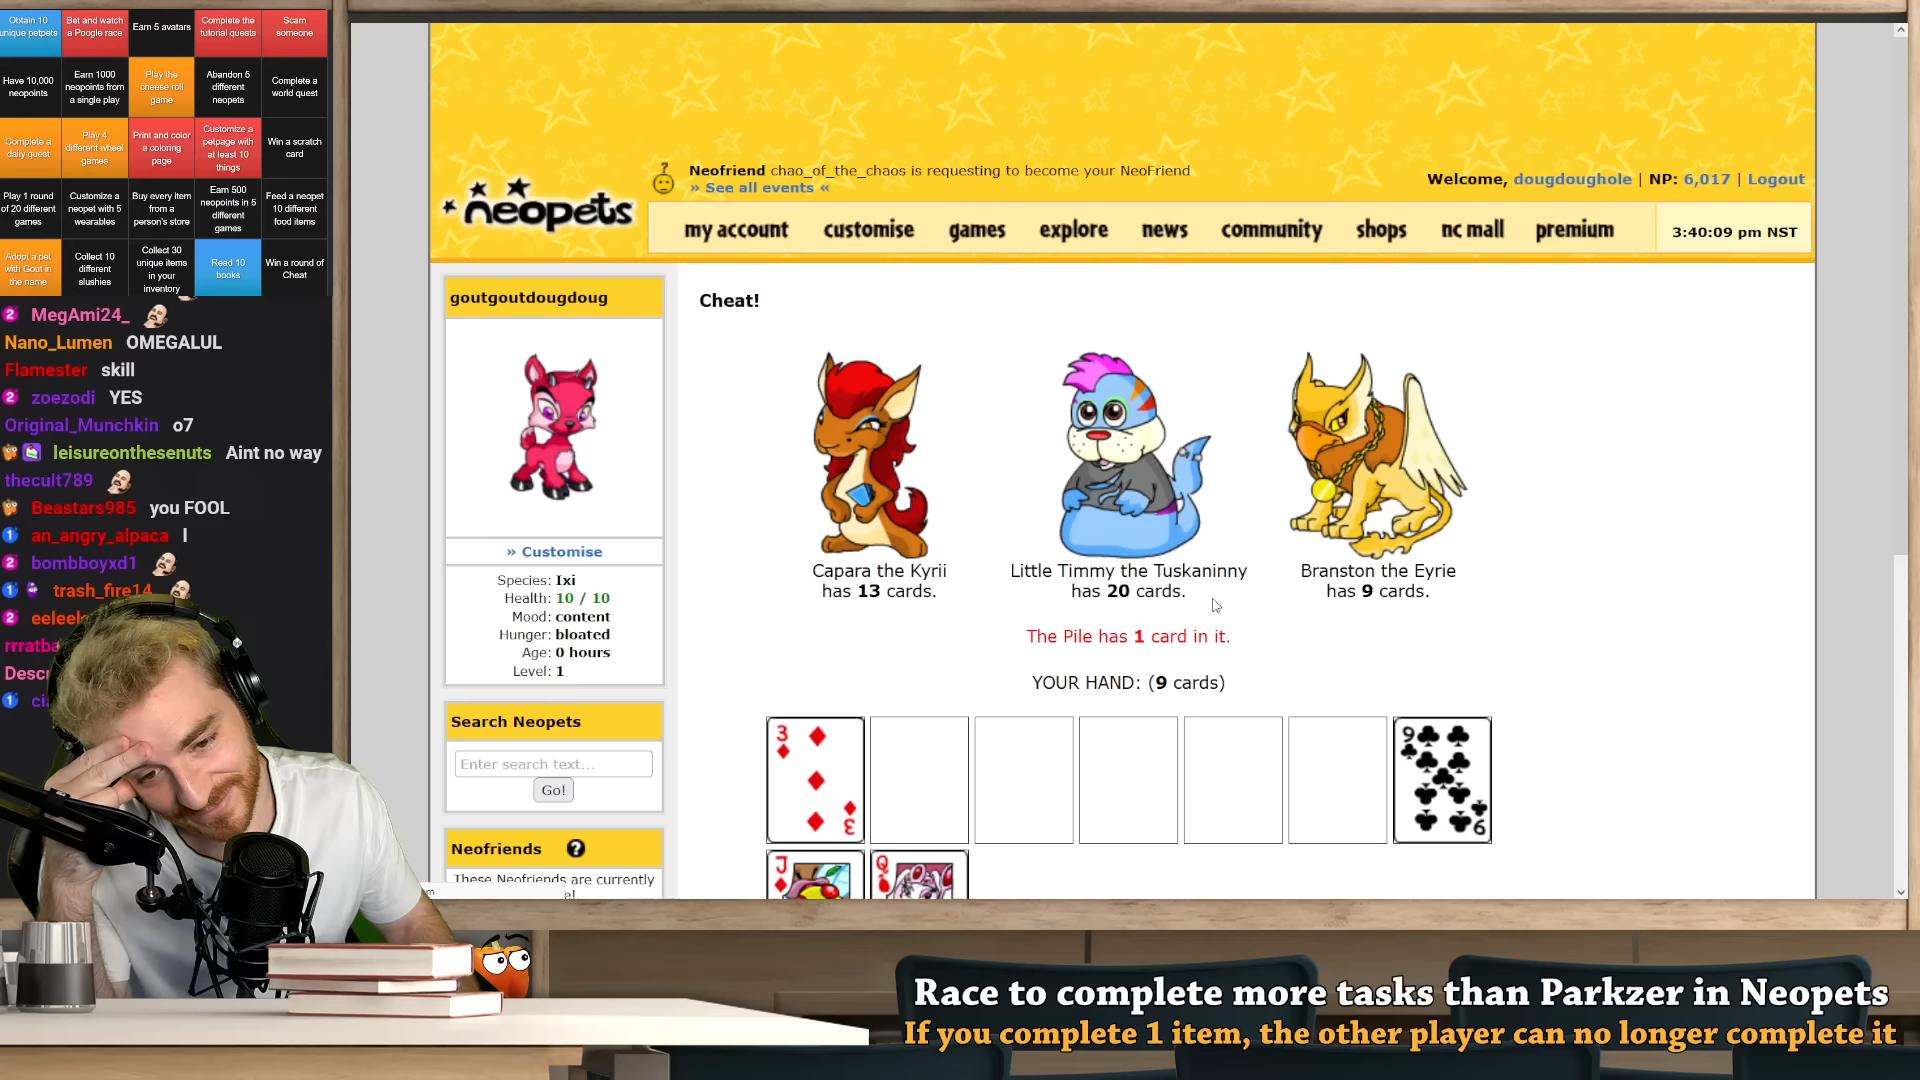 Obtain 10
unique petpets
Bet and watch
a Poogle race
Earn 5 avatars
Complete the
tutorial quests
Scam
someone
Have 10,000
neopoints
Earn 1000
neopoints from
a single play
Play the
cheese roll
game
Abandon 5
different
neopets
Complete a
world quest
Complete a
daily quest
Play 4
different wheel
games
Print and color
a coloring
page
Customize a
petpage with
at least 10
things
Win a scratch
card
Play 1 round
of 20 different
games
Customize a
neopet with 5
wearables
Buy every item
from a
person's store
Earn 500
neopoints in 5
different
games
Feed a neopet
10 different
food items
Adopt a pet
with Gout in
the name
Collect 10
different
slushies
Collect 30
unique items
in your
inventory
Read 10
books
Win a round of
Cheat
MegAmi24_
Nano_Lumen OMEGALUL
Flamester skill
zoezodi YES
Original_Munchkin o7
leisureonthesenuts Aint no way
thecult789
Beastars985 you FOOL
an_angry_alpaca l
bombboyxd1
trash_fire14
eeleek
rrratba
Descr
neopets
Neofriend chao_of_the_chaos is requesting to become your NeoFriend
» See all events «
Welcome, dougdoughole | NP: 6,017 | Logout
my account customise games explore news community shops nc mall premium
3:40:09 pm NST
goutgoutdougdoug
» Customise
Species: Ixi
Health: 10 / 10
Mood: content
Hunger: bloated
Age: 0 hours
Level: 1
Search Neopets
Enter search text...
Go!
Neofriends ?
These Neofriends are currently
e!
Cheat!
Capara the Kyrii
has 13 cards.
Little Timmy the Tuskaninny
has 20 cards.
Branston the Eyrie
has 9 cards.
The Pile has 1 card in it.
YOUR HAND: (9 cards)
3
3
9
9
J
Q
Race to complete more tasks than Parkzer in Neopets
If you complete 1 item, the other player can no longer complete it